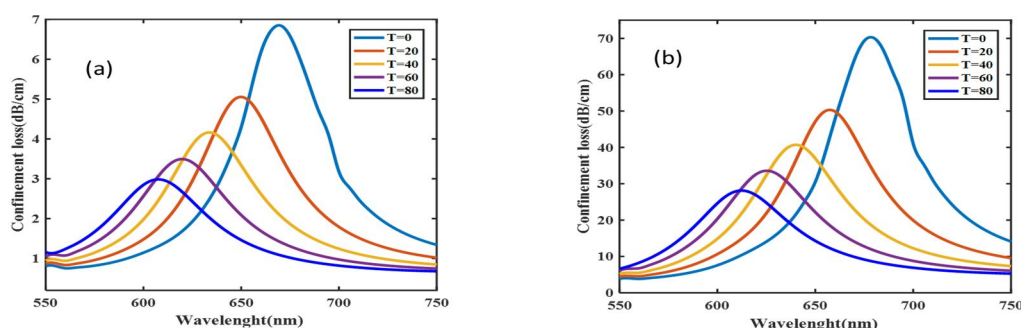 7
6
5
4
3
2
1
550
600
650
700
750
Confinement loss(dB/cm)
Wavelenght(nm)
(a)
T=0
T=20
T=40
T=60
T=80
70
60
50
40
30
20
10
0
550
600
650
700
750
Confinement loss(dB/cm)
Wavelenght(nm)
(b)
T=0
T=20
T=40
T=60
T=80